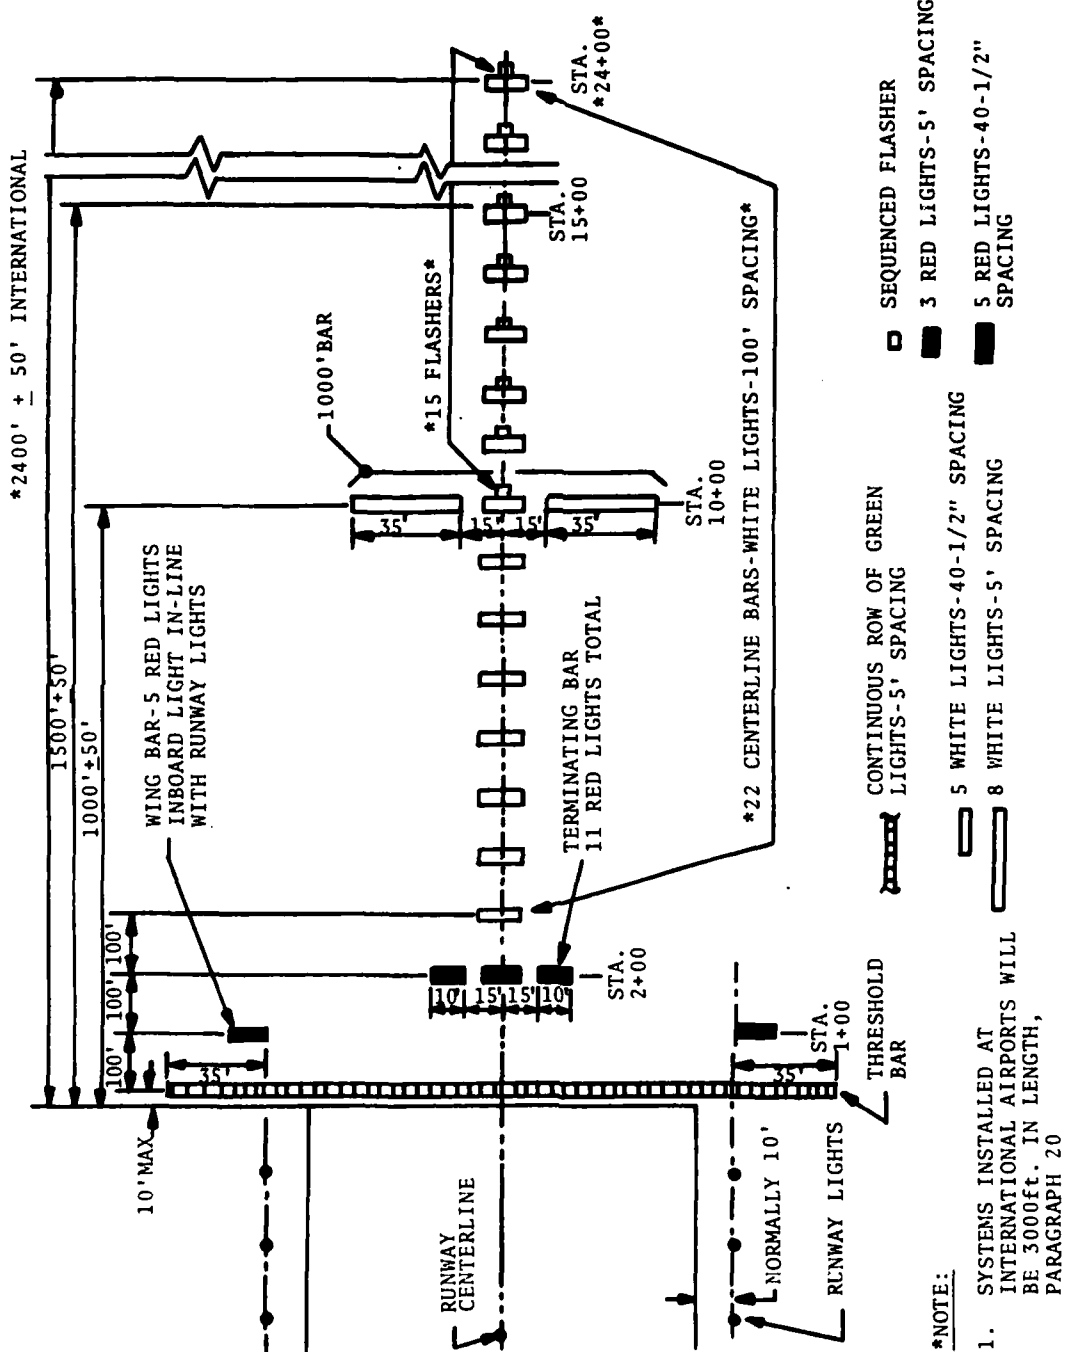 *2400' ± 50' INTERNATIONAL
1500'+50'
1000'±50'
100'
100'
100'
10'MAX
WING BAR-5 RED LIGHTS
INBOARD LIGHT IN-LINE
WITH RUNWAY LIGHTS
35'
1000'BAR
*15 FLASHERS*
35'
15'
15'
35'
STA.
10+00
STA.
15+00
STA.
*24+00*
10'
15'
15'
10'
STA.
2+00
TERMINATING BAR
11 RED LIGHTS TOTAL
*22 CENTERLINE BARS-WHITE LIGHTS-100' SPACING*
35'
STA.
1+00
THRESHOLD
BAR
RUNWAY
CENTERLINE
NORMALLY 10'
RUNWAY LIGHTS
CONTINUOUS ROW OF GREEN
LIGHTS-5' SPACING
5 WHITE LIGHTS-40-1/2" SPACING
8 WHITE LIGHTS-5' SPACING
SEQUENCED FLASHER
3 RED LIGHTS-5' SPACING
5 RED LIGHTS-40-1/2"
SPACING
*NOTE:
1. SYSTEMS INSTALLED AT
INTERNATIONAL AIRPORTS WILL
BE 3000ft. IN LENGTH,
PARAGRAPH 20